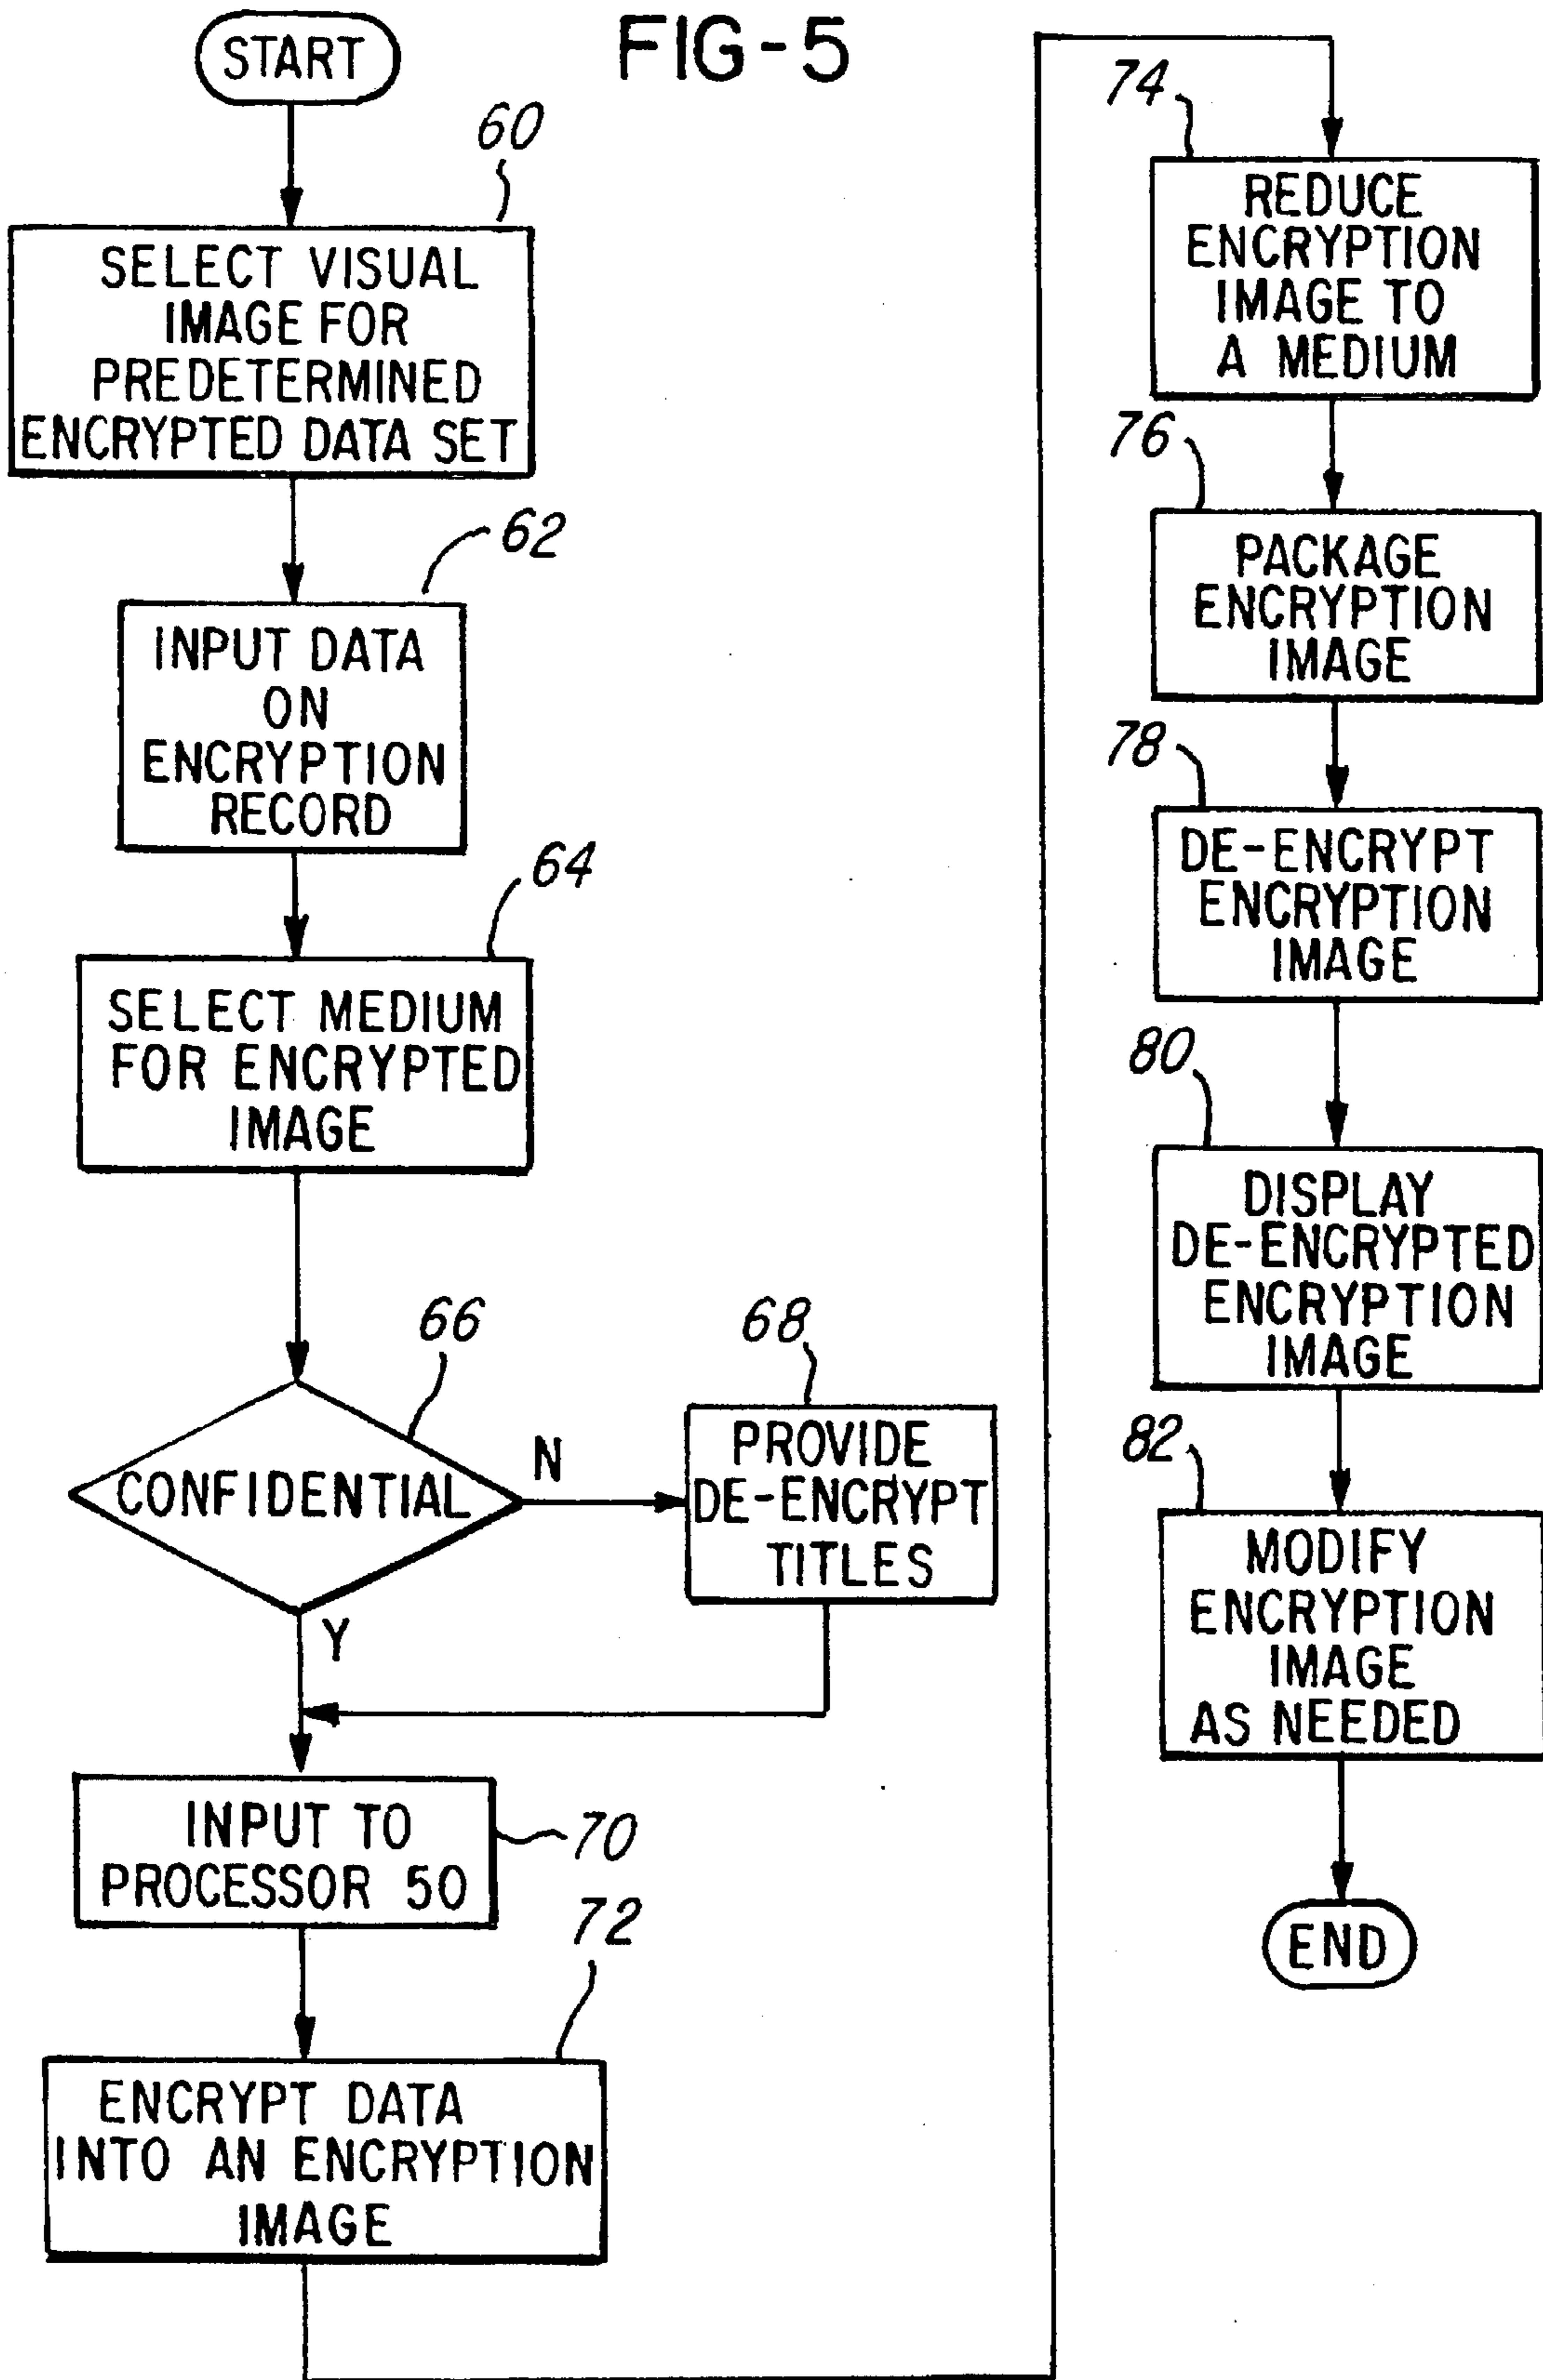 FIG-5
START
60
SELECT VISUAL
IMAGE FOR
PREDETERMINED
ENCRYPTED DATA SET
62
INPUT DATA
ON
ENCRYPTION
RECORD
64
SELECT MEDIUM
FOR ENCRYPTED
IMAGE
66
CONFIDENTIAL
N
Y
68
PROVIDE
DE-ENCRYPT
TITLES
INPUT TO
PROCESSOR 50
70
72
ENCRYPT DATA
INTO AN ENCRYPTION
IMAGE
74
REDUCE
ENCRYPTION
IMAGE TO
A MEDIUM
76
PACKAGE
ENCRYPTION
IMAGE
78
DE-ENCRYPT
ENCRYPTION
IMAGE
80
DISPLAY
DE-ENCRYPTED
ENCRYPTION
IMAGE
82
MODIFY
ENCRYPTION
IMAGE
AS NEEDED
END